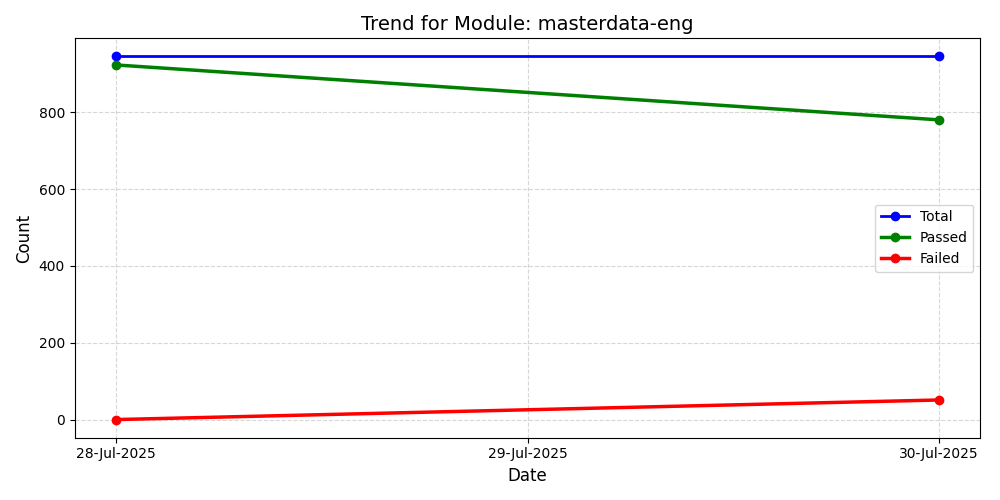 Trend for Module: masterdata-eng
800
600
400
200
0
Count
Total
Passed
Failed
28-Jul-2025
29-Jul-2025
30-Jul-2025
Date